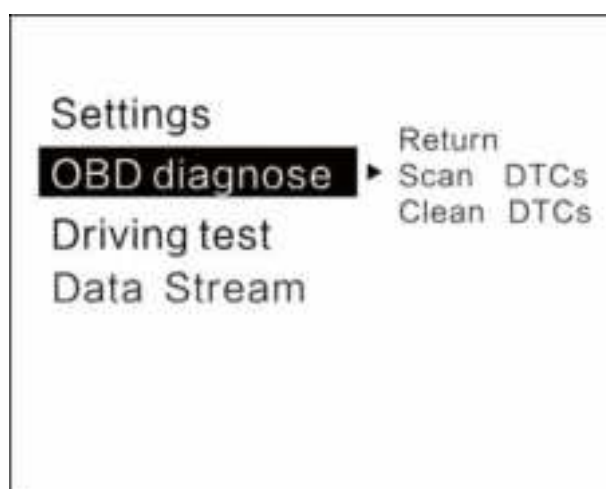 Settings
OBD diagnose
Driving test
Data Stream
Return
Scan DTCs
Clean DTCs